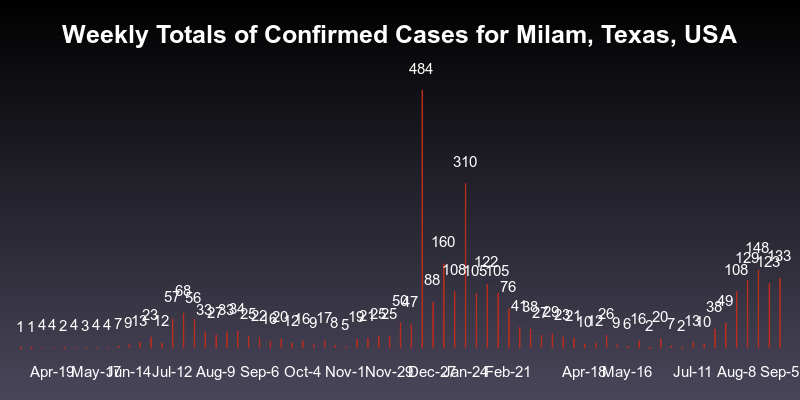 Weekly Totals of Confirmed Cases for Milam, Texas, USA
484
310
160
148
129 133
122 123
108 105 105 108
88
76
57 68 56 50 47 49
33 27 33 34 41 38 38
1 1 4 4 2 4 3 4 4 7 9 13 23 12 25 22 16 20 12 16 9 17 8 5 19 21 25 25 27 29 23 21 10 12 26 9 6 16 2 20 7 2 13 10
Apr-19 May-17 Jun-14 Jul-12 Aug-9 Sep-6 Oct-4 Nov-1 Nov-29 Dec-27 Jan-24 Feb-21 Apr-18 May-16 Jul-11 Aug-8 Sep-5